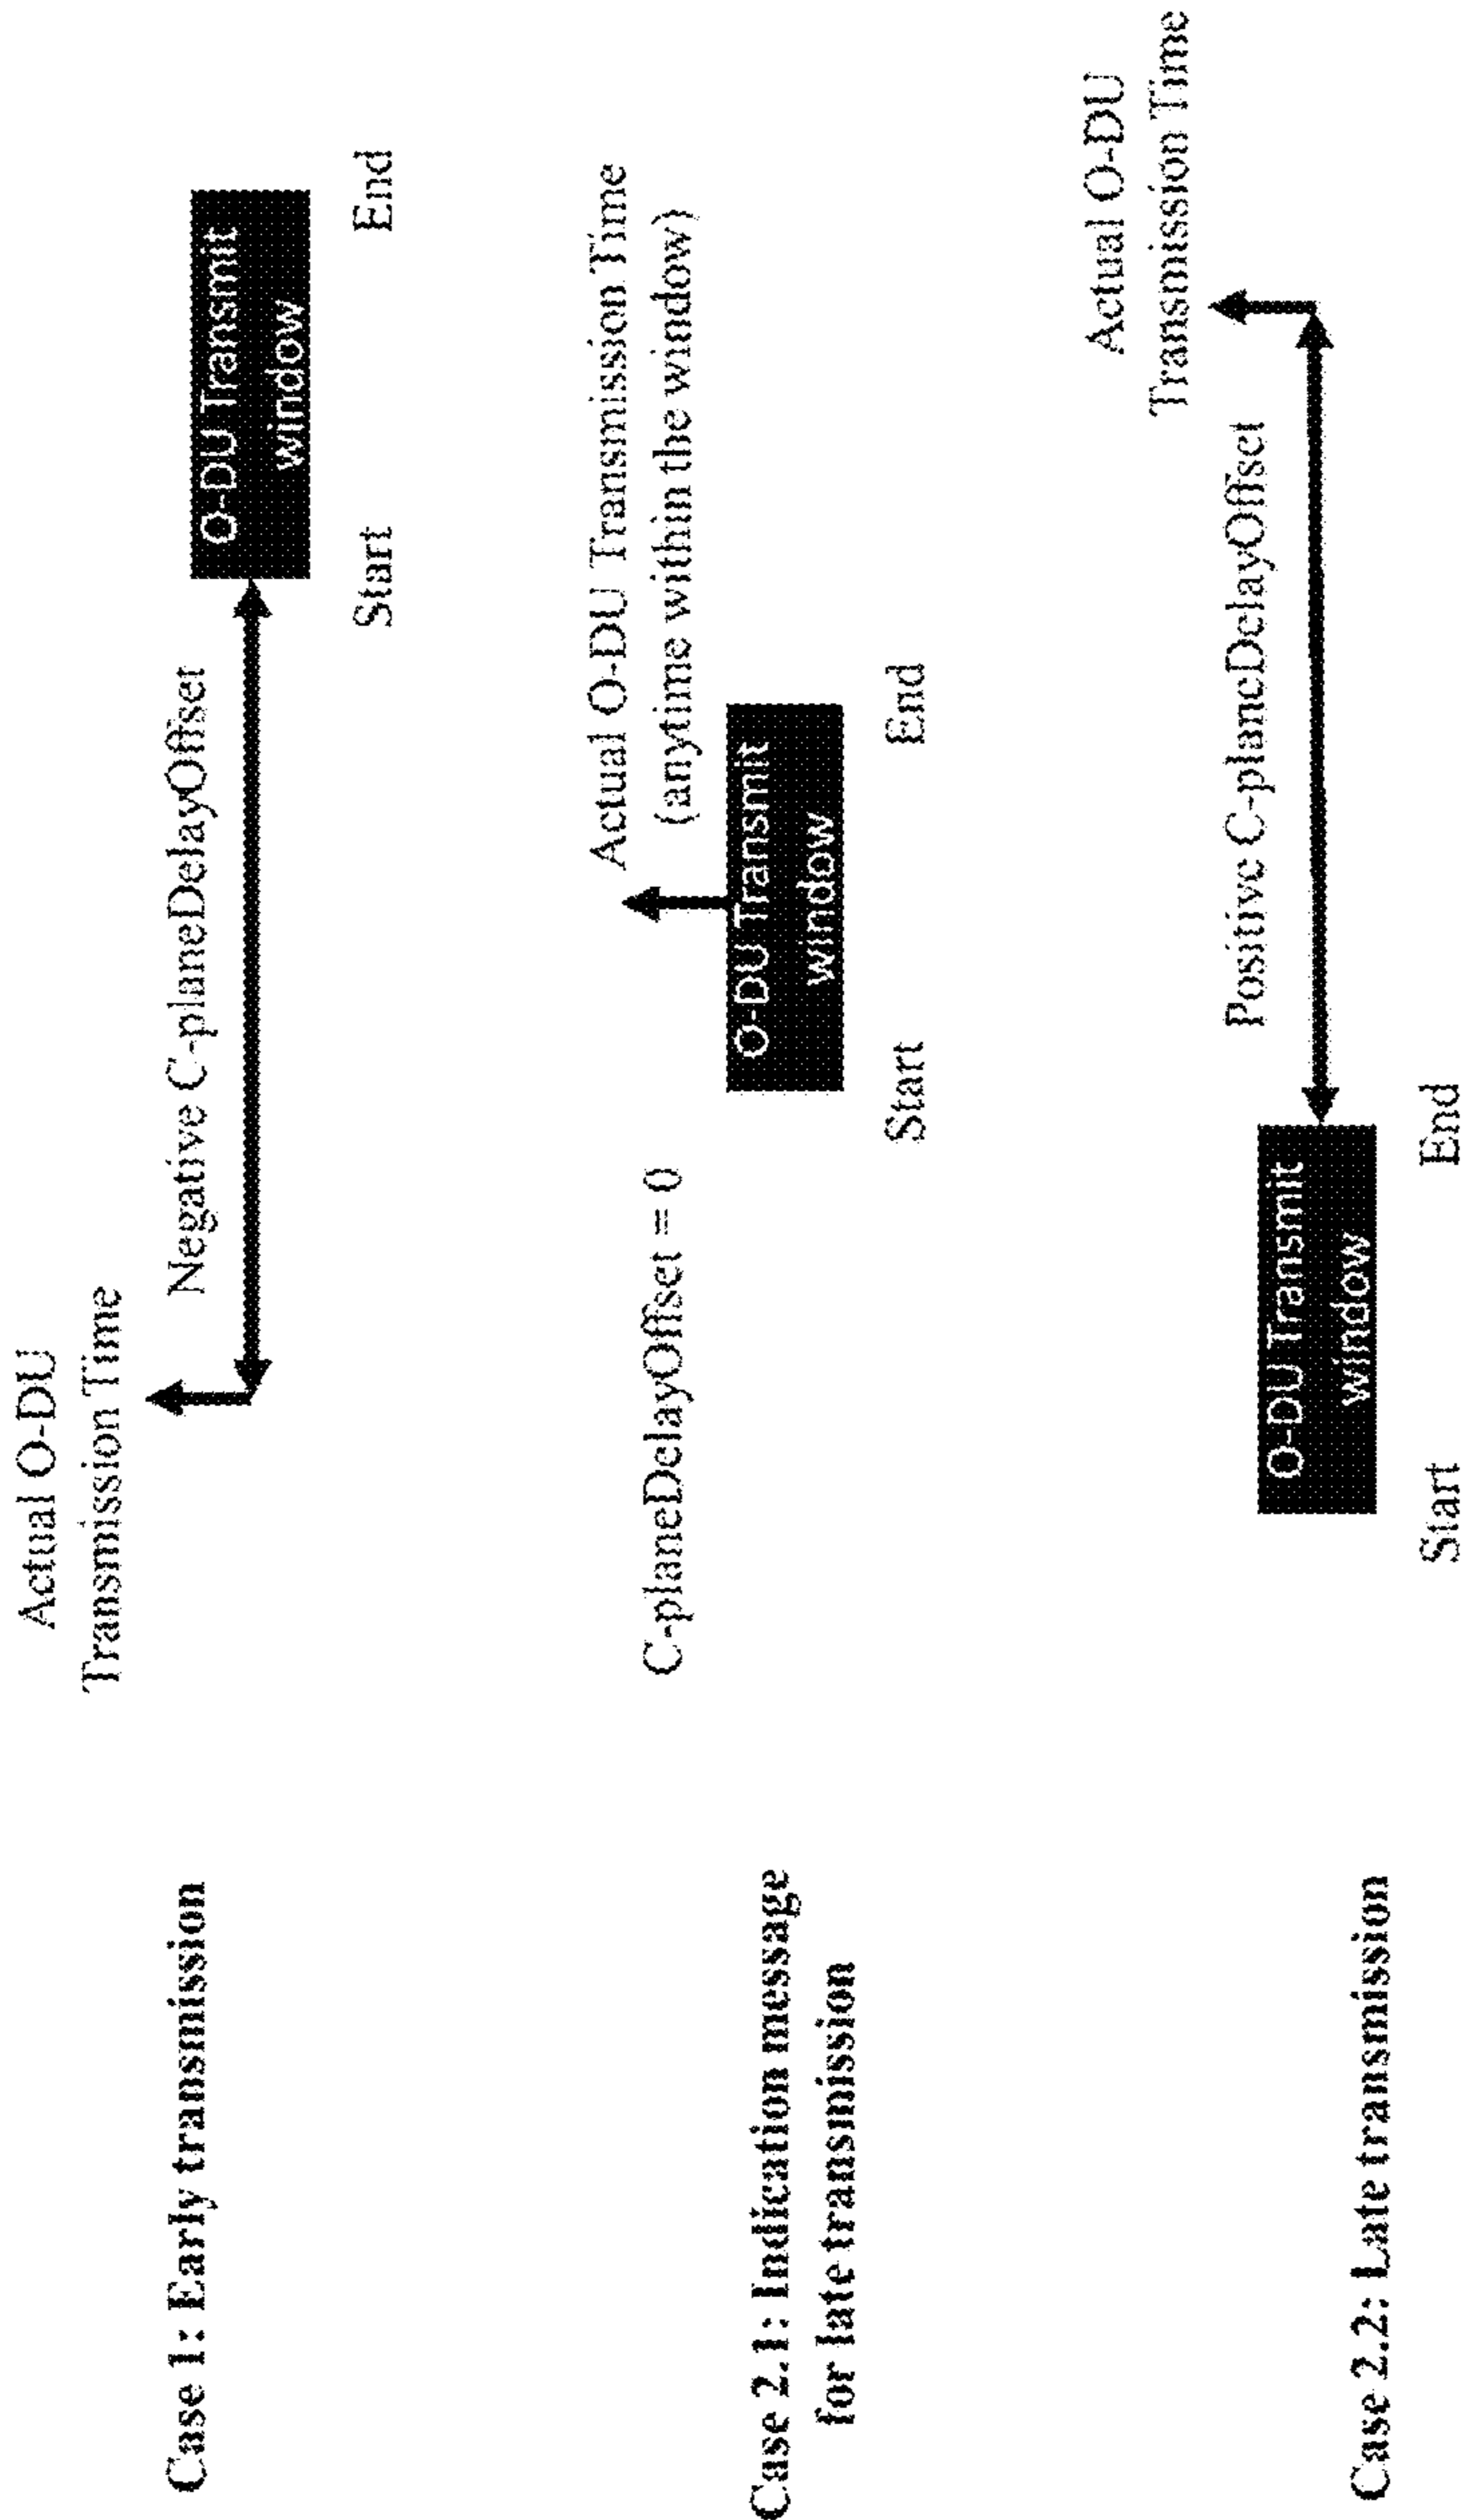 Case 1: Early transmission
Actual O-DU
Transmission Time
Negative C-planeDelayOffset
O-DU Transmit
window
Start
End
Case 2.1: Indication message
for late transmission
C-planeDelayOffset = 0
Actual O-DU Transmission Time
(anytime within the window)
O-DU Transmit
window
Start
End
Case 2.2: Late transmission
Actual O-DU
Transmission Time
Positive C-planeDelayOffset
O-DU Transmit
window
Start
End